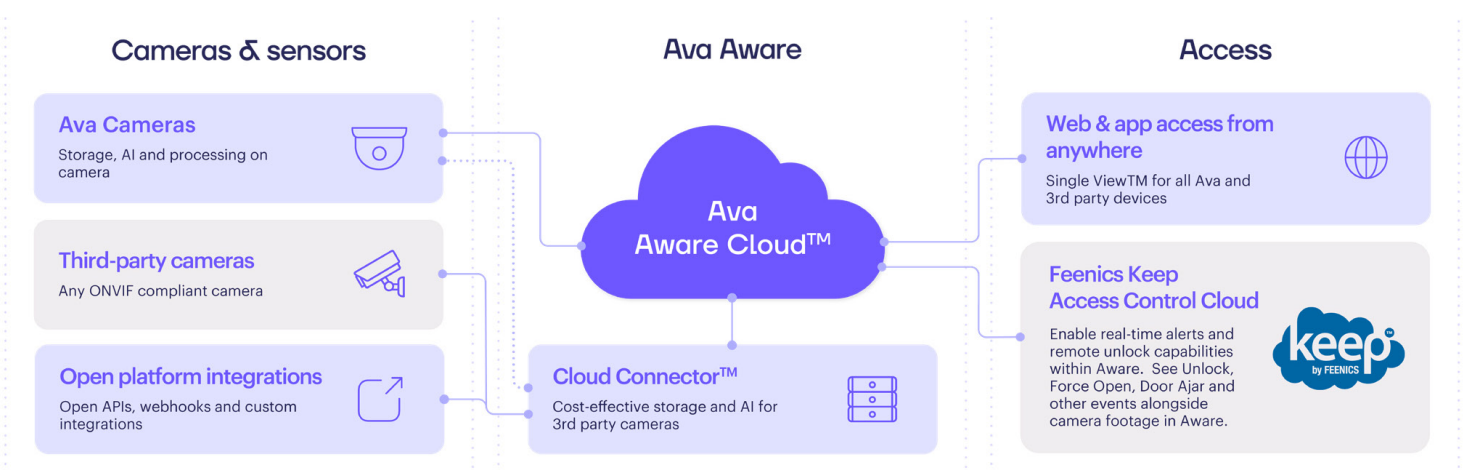 Cameras & sensors
Ava Cameras
Storage, AI and processing on
camera
Third-party cameras
Any ONVIF compliant camera
Open platform integrations
Open APIs, webhooks and custom
integrations
Ava Aware
Ava
Aware Cloud™
Cloud Connector™
Cost-effective storage and AI for
3rd party cameras
Access
Web & app access from
anywhere
Single ViewTM for all Ava and
3rd party devices
Feenics Keep
Access Control Cloud
Enable real-time alerts and
remote unlock capabilities
within Aware. See Unlock,
Force Open, Door Ajar and
other events alongside
camera footage in Aware.
keep™
by FEENICS